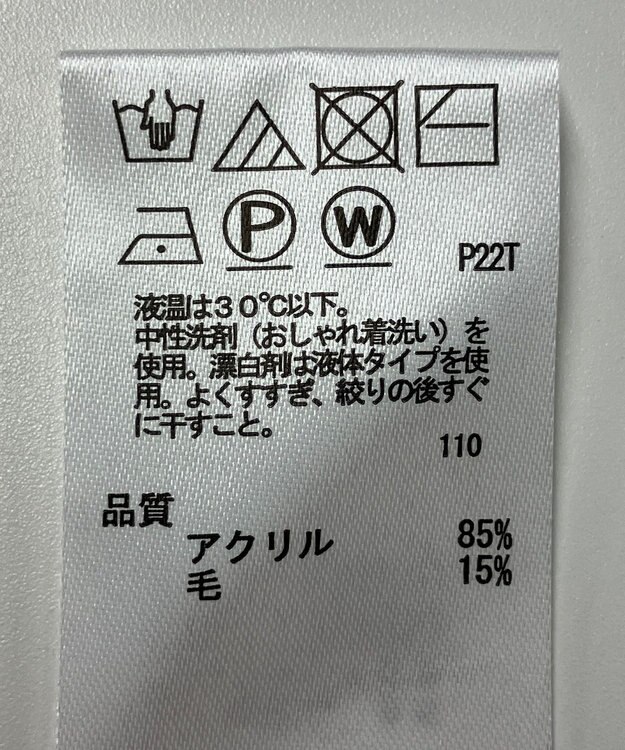 P W
P22T
液温は30℃以下。
中性洗剤（おしゃれ着洗い）を
使用。漂白剤は液体タイプを使
用。よくすすぎ、絞りの後すぐ
に干すこと。
110
品質
アクリル 85%
毛 15%